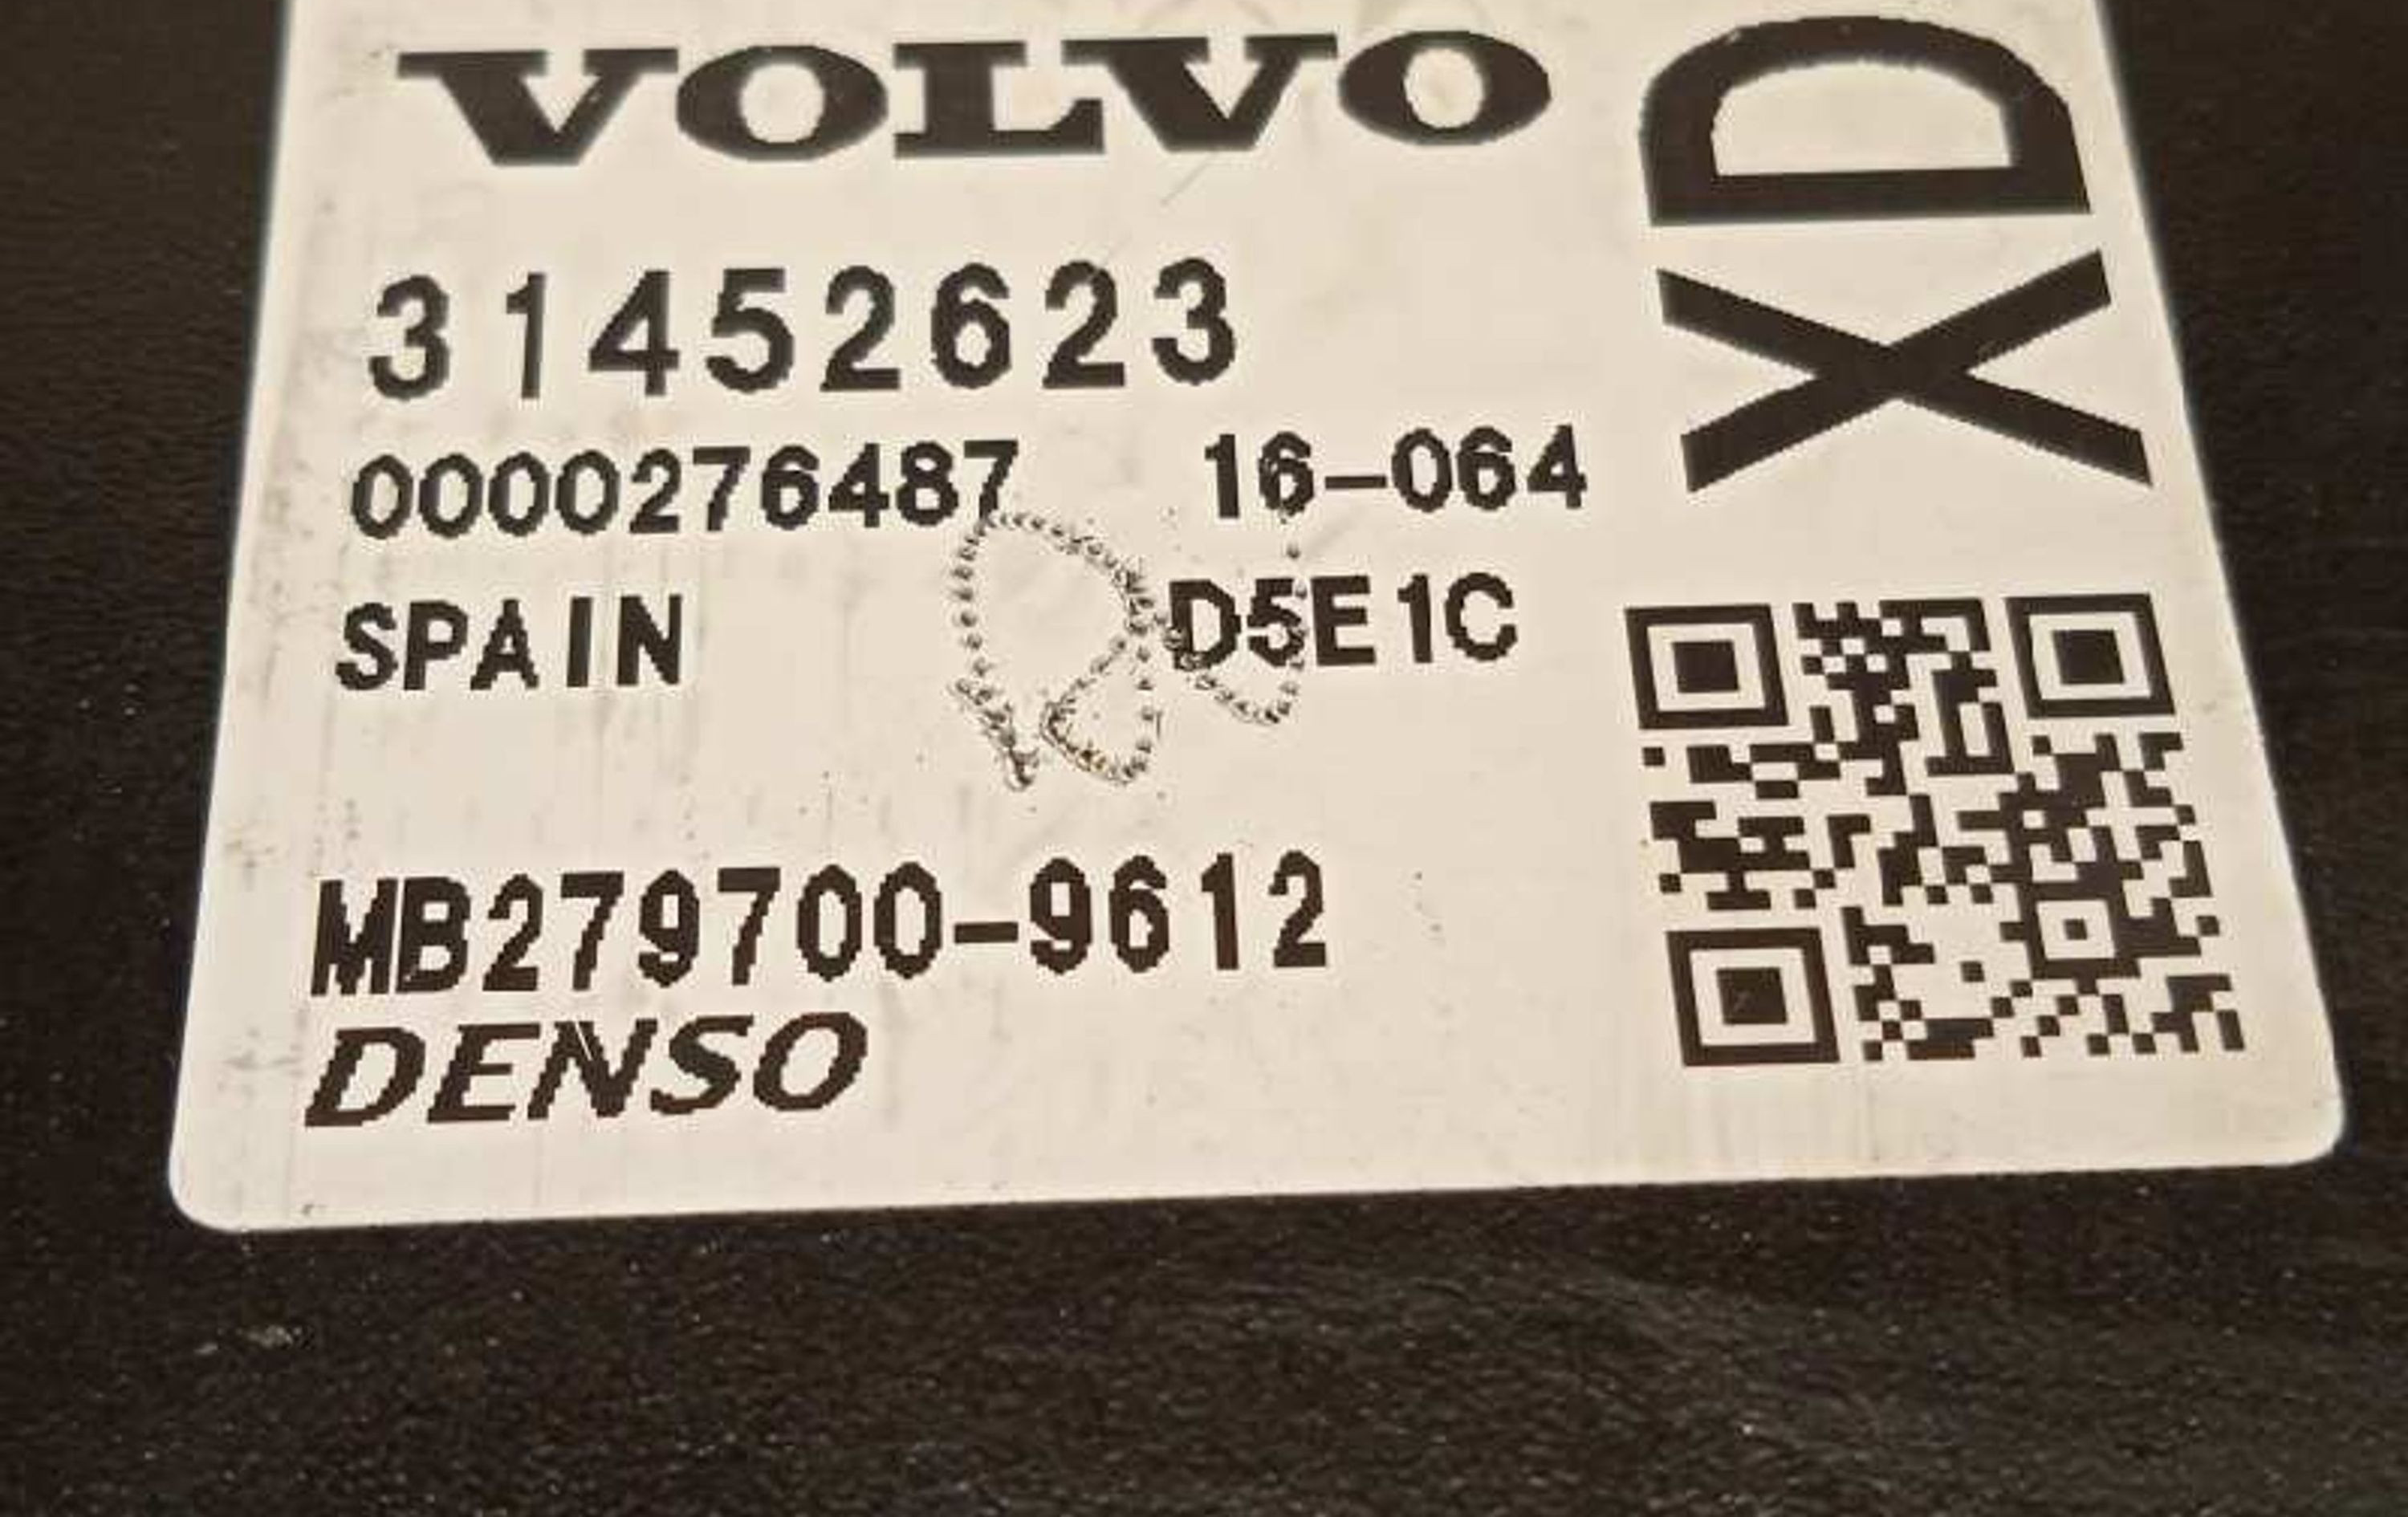 VOLVO
XD
31452623
0000276487 16-064
SPAIN D5E1C
MB279700-9612
DENSO